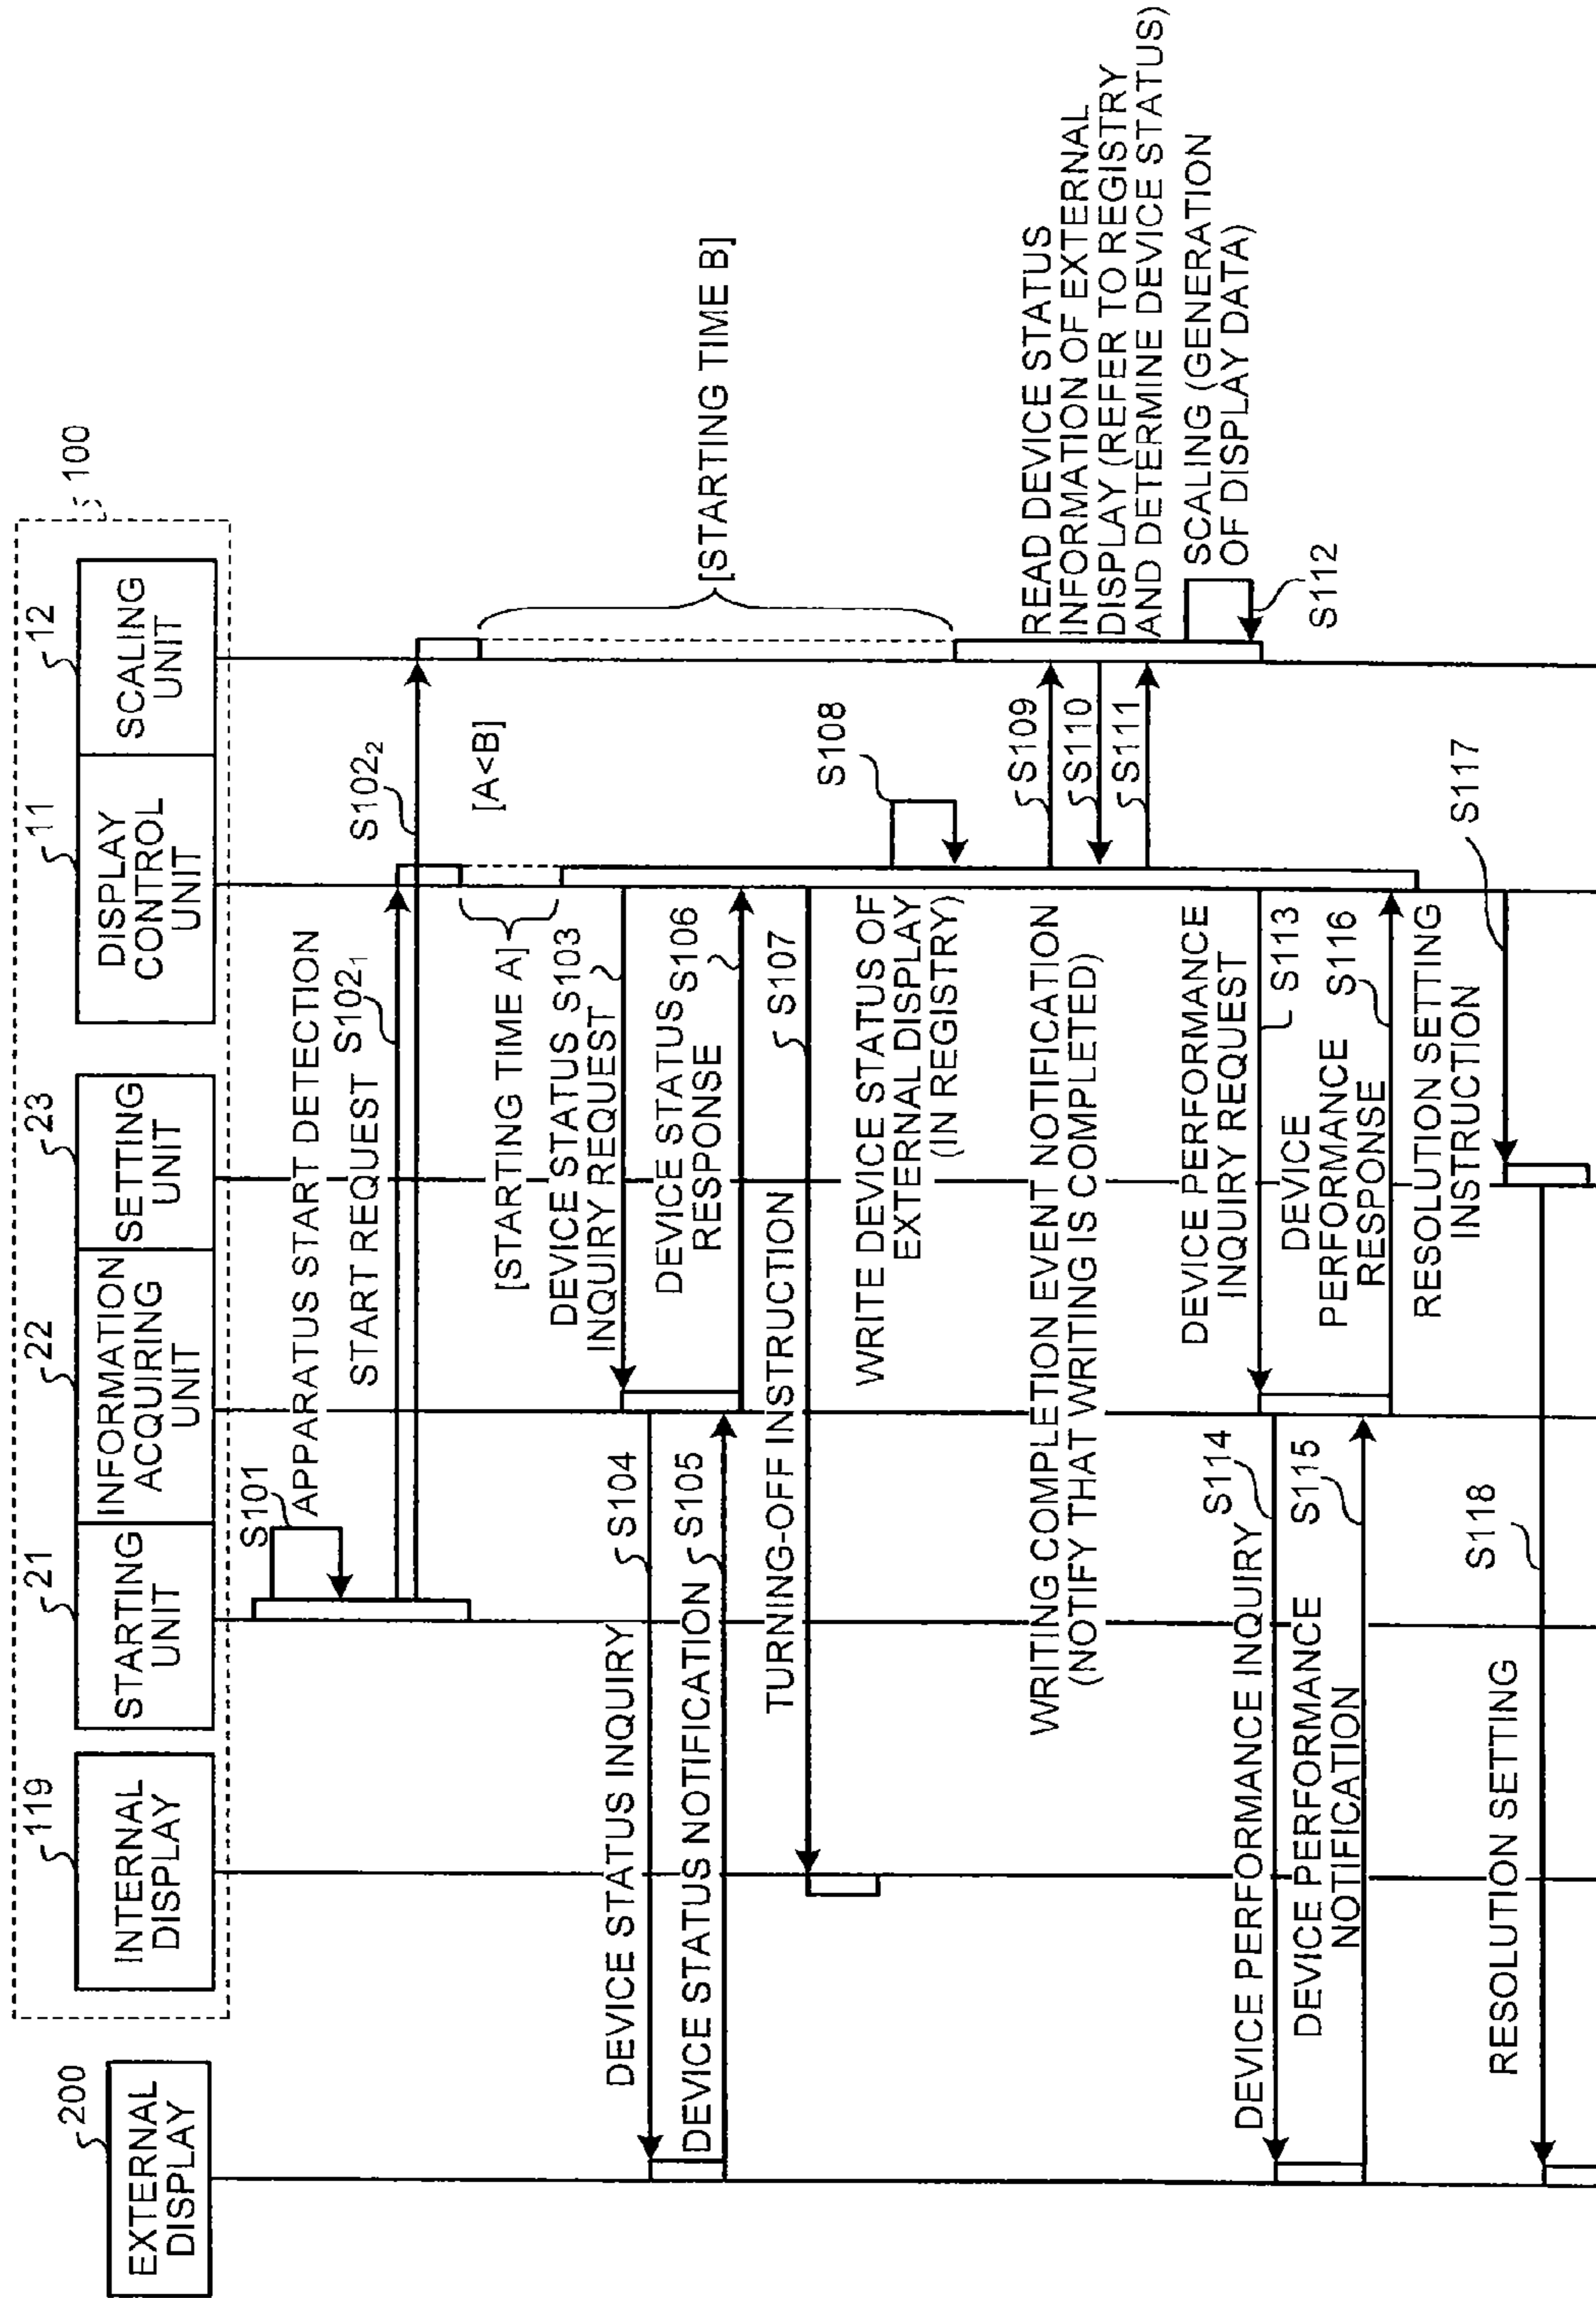 100
200
EXTERNAL
DISPLAY
119
INTERNAL
DISPLAY
21
STARTING
UNIT
22
INFORMATION
ACQUIRING
UNIT
23
SETTING
UNIT
11
DISPLAY
CONTROL
UNIT
12
SCALING
UNIT
S101
APPARATUS START DETECTION
START REQUEST S102₁
S102₂
[STARTING TIME A]
[A<B]
[STARTING TIME B]
DEVICE STATUS S103
INQUIRY REQUEST
DEVICE STATUS INQUIRY
S104
DEVICE STATUS NOTIFICATION
S105
DEVICE STATUS S106
RESPONSE
TURNING-OFF INSTRUCTION
S107
WRITE DEVICE STATUS OF
EXTERNAL DISPLAY
(IN REGISTRY)
S108
WRITING COMPLETION EVENT NOTIFICATION
(NOTIFY THAT WRITING IS COMPLETED)
S109
S110
S111
READ DEVICE STATUS
INFORMATION OF EXTERNAL
DISPLAY (REFER TO REGISTRY
AND DETERMINE DEVICE STATUS)
SCALING (GENERATION
OF DISPLAY DATA)
S112
DEVICE PERFORMANCE
INQUIRY REQUEST
S113
DEVICE PERFORMANCE INQUIRY
S114
DEVICE PERFORMANCE
NOTIFICATION
S115
DEVICE
PERFORMANCE
RESPONSE
S116
RESOLUTION SETTING
INSTRUCTION
S117
RESOLUTION SETTING
S118